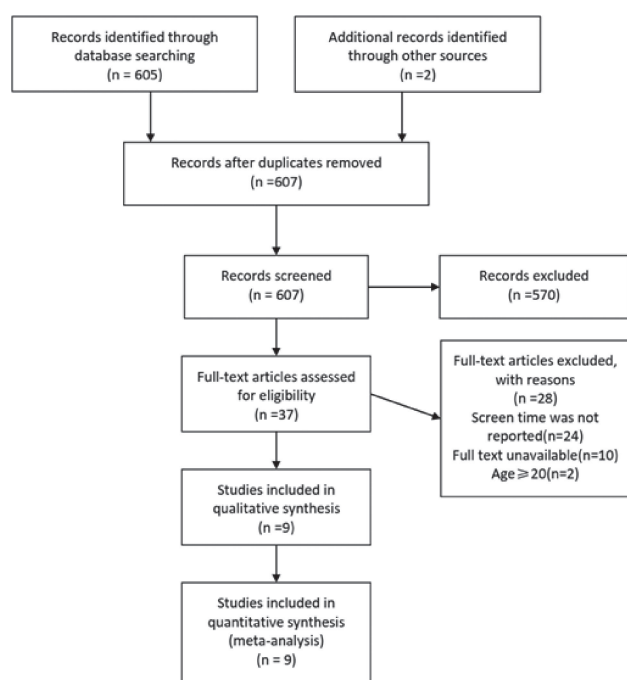 Records identified through
database searching
(n = 605)
Additional records identified
through other sources
(n =2)
Records after duplicates removed
(n =607)
Records screened
(n = 607)
Records excluded
(n =570)
Full-text articles assessed
for eligibility
(n =37)
Full-text articles excluded,
with reasons
(n =28)
Screen time was not
reported(n=24)
Full text unavailable(n=10)
Age⩾20(n=2)
Studies included in
qualitative synthesis
(n =9)
Studies included in
quantitative synthesis
(meta-analysis)
(n = 9)